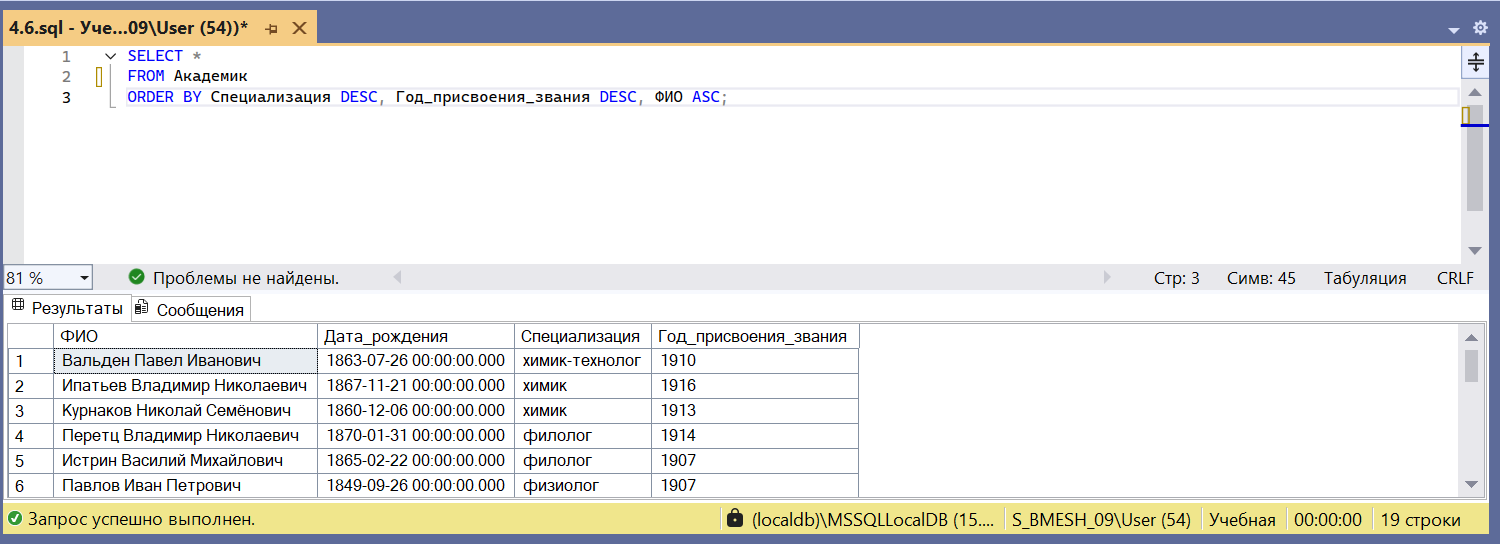 4.6.sql - Уче...09\User (54))*
1 SELECT *
2 FROM Академик
3 ORDER BY Специализация DESC, Год_присвоения_звания DESC, ФИО ASC;
81 % Проблемы не найдены. Стр: 3 Симв: 45 Табуляция CRLF
Результаты Сообщения
ФИО Дата_рождения Специализация Год_присвоения_звания
1 Вальден Павел Иванович 1863-07-26 00:00:00.000 химик-технолог 1910
2 Ипатьев Владимир Николаевич 1867-11-21 00:00:00.000 химик 1916
3 Курнаков Николай Семёнович 1860-12-06 00:00:00.000 химик 1913
4 Перетц Владимир Николаевич 1870-01-31 00:00:00.000 филолог 1914
5 Истрин Василий Михайлович 1865-02-22 00:00:00.000 филолог 1907
6 Павлов Иван Петрович 1849-09-26 00:00:00.000 физиолог 1907
Запрос успешно выполнен. (localdb)\MSSQLLocalDB (15.... S_BMESH_09\User (54) Учебная 00:00:00 19 строки